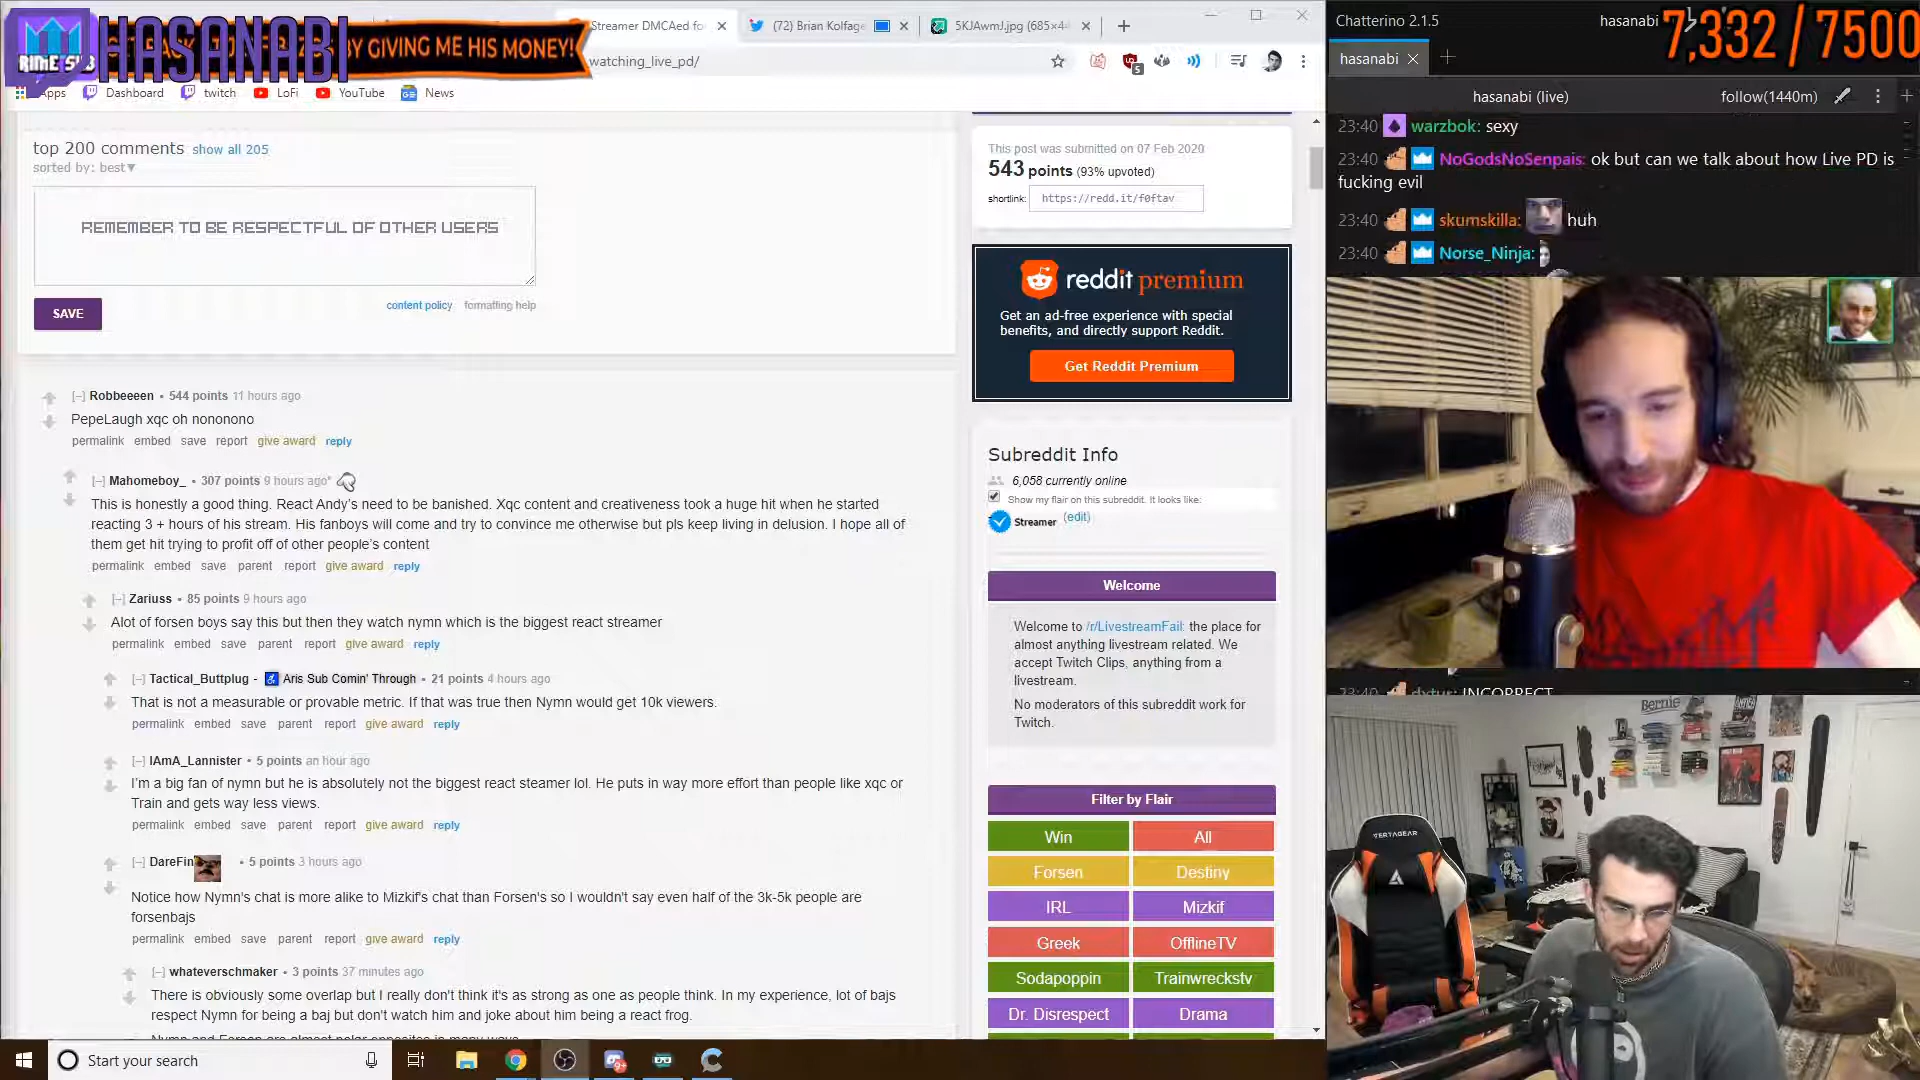 Streamer DMCAed fo
(72) Brian Kolfage
5KJAwmJ.jpg (685×4
HASANABI
BY GIVING ME HIS MONEY!
watching_live_pd/
Apps
Dashboard
twitch
LoFi
YouTube
News
top 200 comments show all 205
sorted by: best▾
REMEMBER TO BE RESPECTFUL OF OTHER USERS
SAVE
content policy formatting help
[–] Robbeeeen • 544 points 11 hours ago
PepeLaugh xqc oh nononono
permalink embed save report give award reply
[–] Mahomeboy_ • 307 points 9 hours ago*
This is honestly a good thing. React Andy's need to be banished. Xqc content and creativeness took a huge hit when he started
reacting 3 + hours of his stream. His fanboys will come and try to convince me otherwise but pls keep living in delusion. I hope all of
them get hit trying to profit off of other people's content
permalink embed save parent report give award reply
[–] Zariuss • 85 points 9 hours ago
Alot of forsen boys say this but then they watch nymn which is the biggest react streamer
permalink embed save parent report give award reply
[–] Tactical_Buttplug - Aris Sub Comin' Through • 21 points 4 hours ago
That is not a measurable or provable metric. If that was true then Nymn would get 10k viewers.
permalink embed save parent report give award reply
[–] IAmA_Lannister • 5 points an hour ago
I'm a big fan of nymn but he is absolutely not the biggest react steamer lol. He puts in way more effort than people like xqc or
Train and gets way less views.
permalink embed save parent report give award reply
[–] DareFin • 5 points 3 hours ago
Notice how Nymn's chat is more alike to Mizkif's chat than Forsen's so I wouldn't say even half of the 3k-5k people are
forsenbajs
permalink embed save parent report give award reply
[–] whateverschmaker • 3 points 37 minutes ago
There is obviously some overlap but I really don't think it's as strong as one as people think. In my experience, lot of bajs
respect Nymn for being a baj but don't watch him and joke about him being a react frog.
Nymn and Forsen are almost polar opposites in many ways
This post was submitted on 07 Feb 2020
543 points (93% upvoted)
shortlink: https://redd.it/f0ftav
reddit premium
Get an ad-free experience with special
benefits, and directly support Reddit.
Get Reddit Premium
Subreddit Info
6,058 currently online
Show my flair on this subreddit. It looks like:
Streamer (edit)
Welcome
Welcome to /r/LivestreamFail: the place for
almost anything livestream related. We
accept Twitch Clips, anything from a
livestream.
No moderators of this subreddit work for
Twitch.
Filter by Flair
Win All
Forsen Destiny
IRL Mizkif
Greek OfflineTV
Sodapoppin Trainwreckstv
Dr. Disrespect Drama
Chatterino 2.1.5
hasanabi
7,332 / 7500
hasanabi
hasanabi (live)
follow(1440m)
23:40 warzbok: sexy
23:40 NoGodsNoSenpais: ok but can we talk about how Live PD is
fucking evil
23:40 skumskilla: huh
23:40 Norse_Ninja:
23:40 dxtur: INCORRECT
Bernie
VERTAGEAR
Start your search